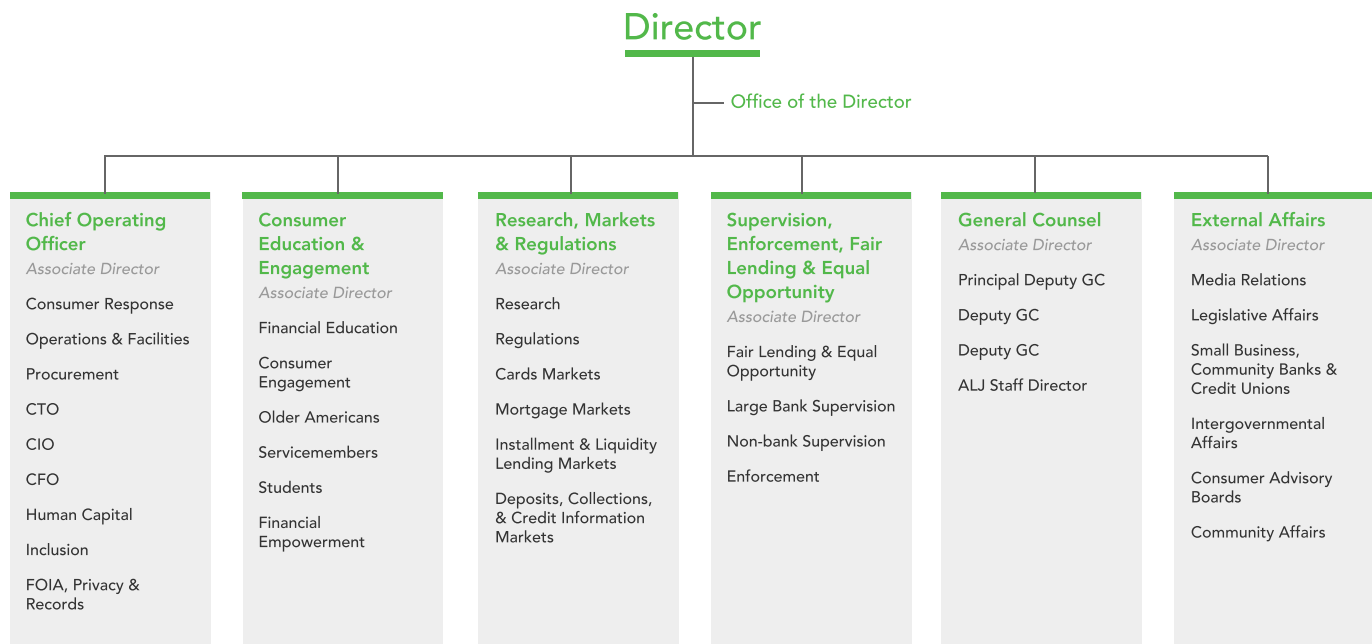 Director
Office of the Director
Chief Operating
Officer
Associate Director
Consumer Response
Operations & Facilities
Procurement
CTO
CIO
CFO
Human Capital
Inclusion
FOIA, Privacy &
Records
Consumer
Education &
Engagement
Associate Director
Financial Education
Consumer
Engagement
Older Americans
Servicemembers
Students
Financial
Empowerment
Research, Markets
& Regulations
Associate Director
Research
Regulations
Cards Markets
Mortgage Markets
Installment & Liquidity
Lending Markets
Deposits, Collections,
& Credit Information
Markets
Supervision,
Enforcement, Fair
Lending & Equal
Opportunity
Associate Director
Fair Lending & Equal
Opportunity
Large Bank Supervision
Non-bank Supervision
Enforcement
General Counsel
Associate Director
Principal Deputy GC
Deputy GC
Deputy GC
ALJ Staff Director
External Affairs
Associate Director
Media Relations
Legislative Affairs
Small Business,
Community Banks &
Credit Unions
Intergovernmental
Affairs
Consumer Advisory
Boards
Community Affairs